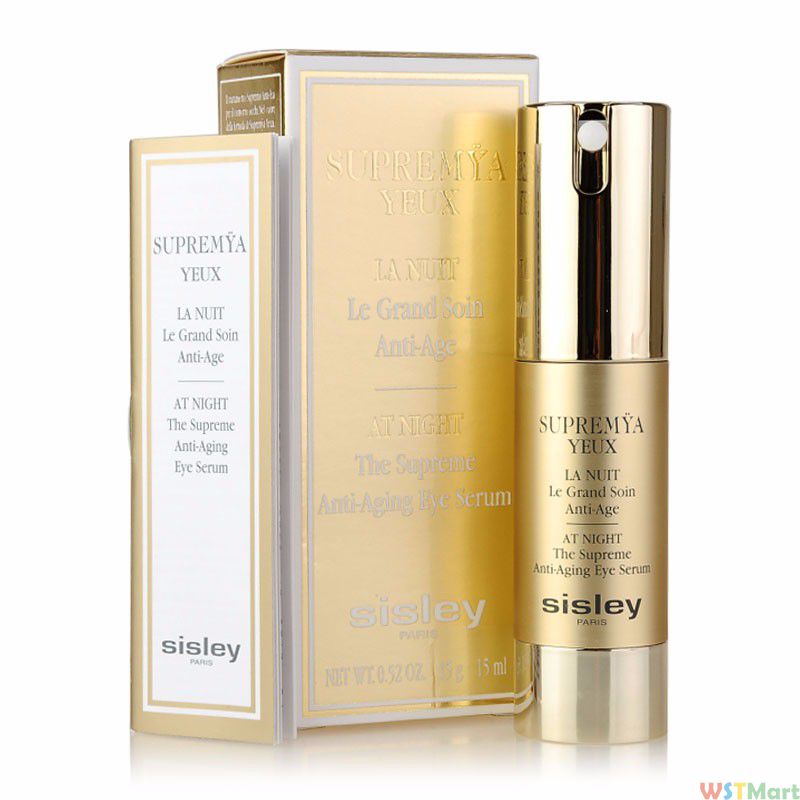 SUPREMŸA
YEUX
LA NUIT
Le Grand Soin
Anti-Age
AT NIGHT
The Supreme
Anti-Aging
Eye Serum
sisley
PARIS
SUPREMŸA
YEUX
LA NUIT
Le Grand Soin
Anti-Age
AT NIGHT
The Supreme
Anti-Aging Eye Serum
sisley
PARIS
NET WT. 0.52 OZ. 15 g 15 ml
SUPREMŸA
YEUX
LA NUIT
Le Grand Soin
Anti-Age
AT NIGHT
The Supreme
Anti-Aging Eye Serum
sisley
PARIS
WSTMart